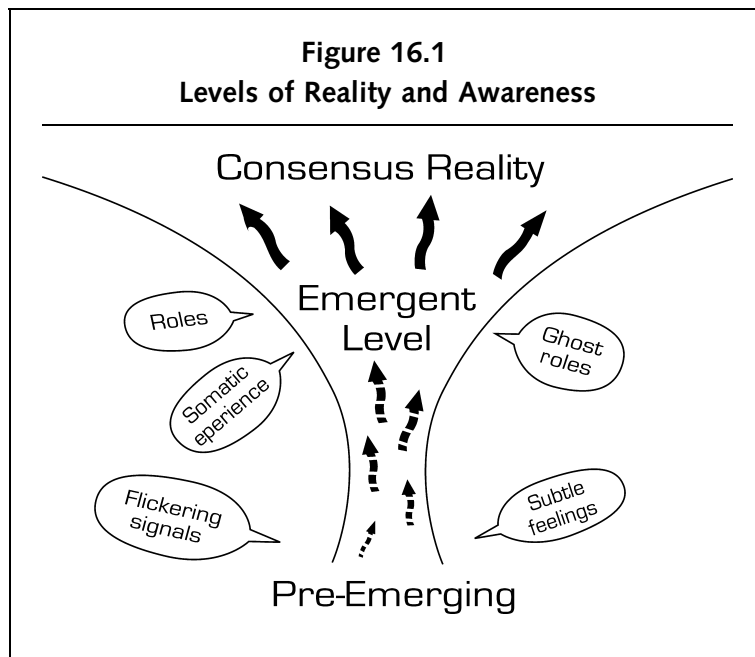 Figure 16.1
Levels of Reality and Awareness
Consensus Reality
Emergent
Level
Roles
Ghost
roles
Somatic
eperience
Flickering
signals
Subtle
feelings
Pre-Emerging